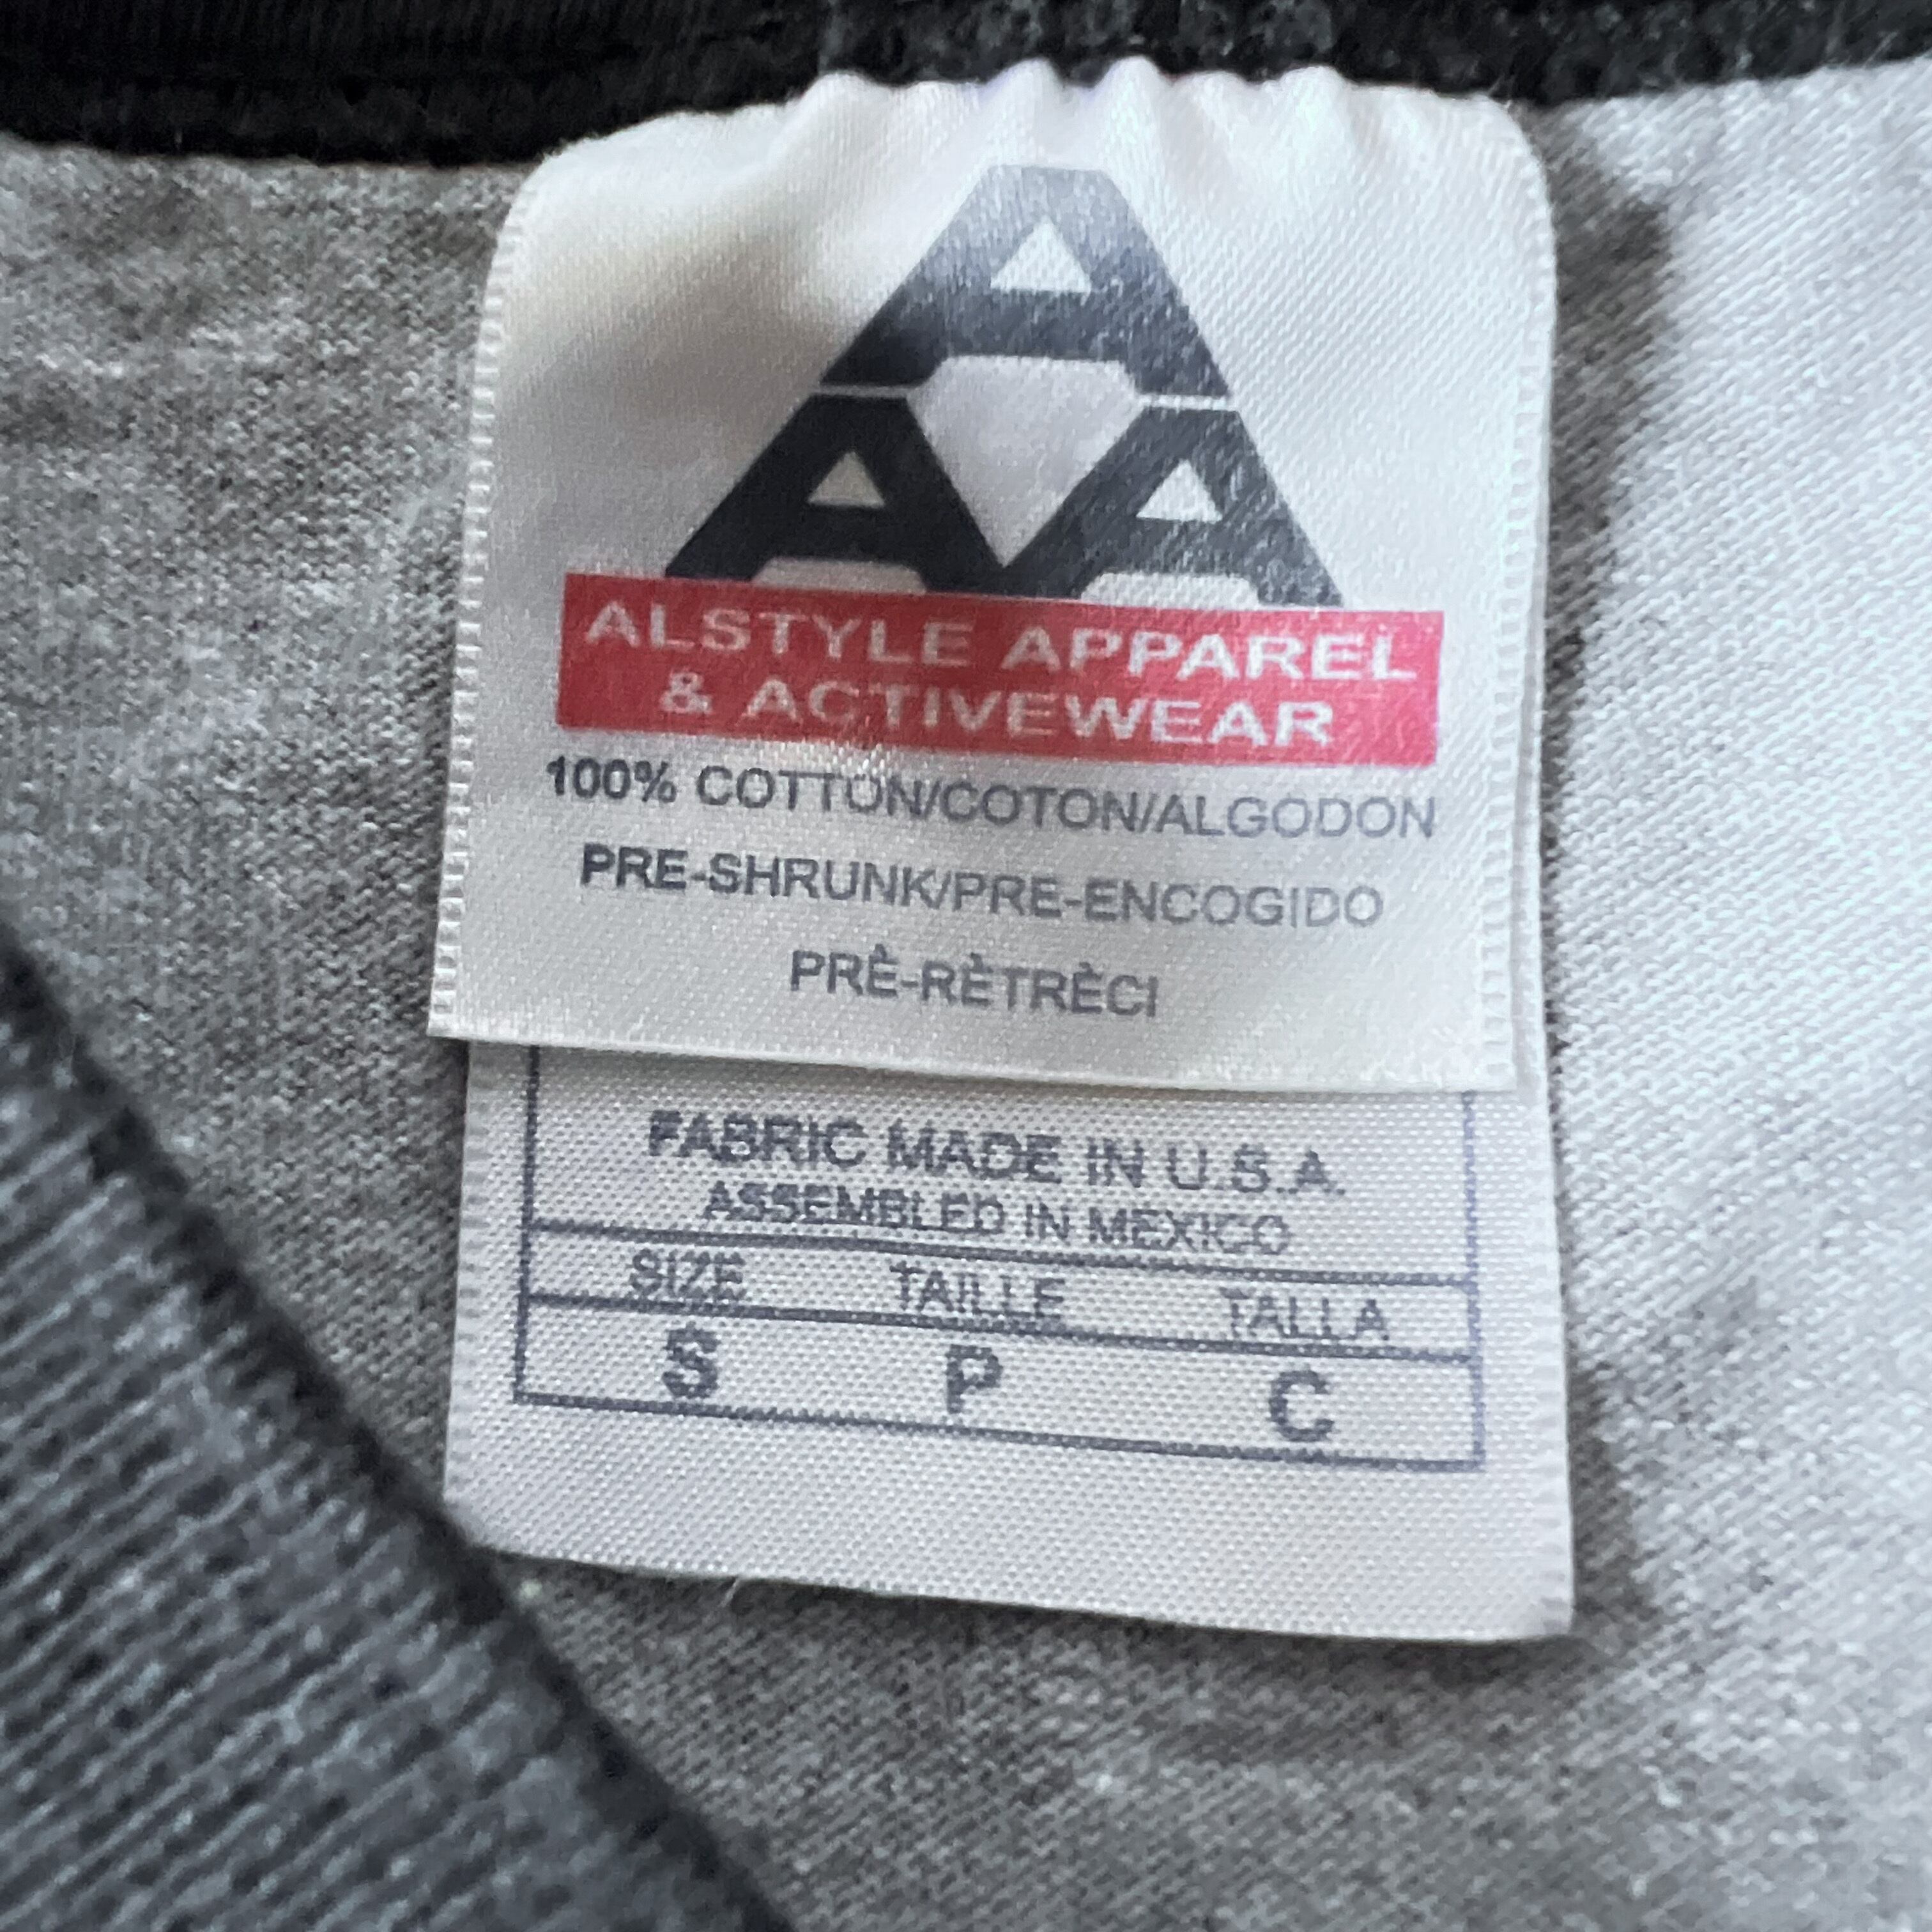 A
AA
ALSTYLE APPAREL
& ACTIVEWEAR
100% COTTON/COTON/ALGODON
PRE-SHRUNK/PRE-ENCOGIDO
PRÊ-RÈTRÈCI
FABRIC MADE IN U.S.A.
ASSEMBLED IN MEXICO
SIZE TAILLE TALLA
S P C